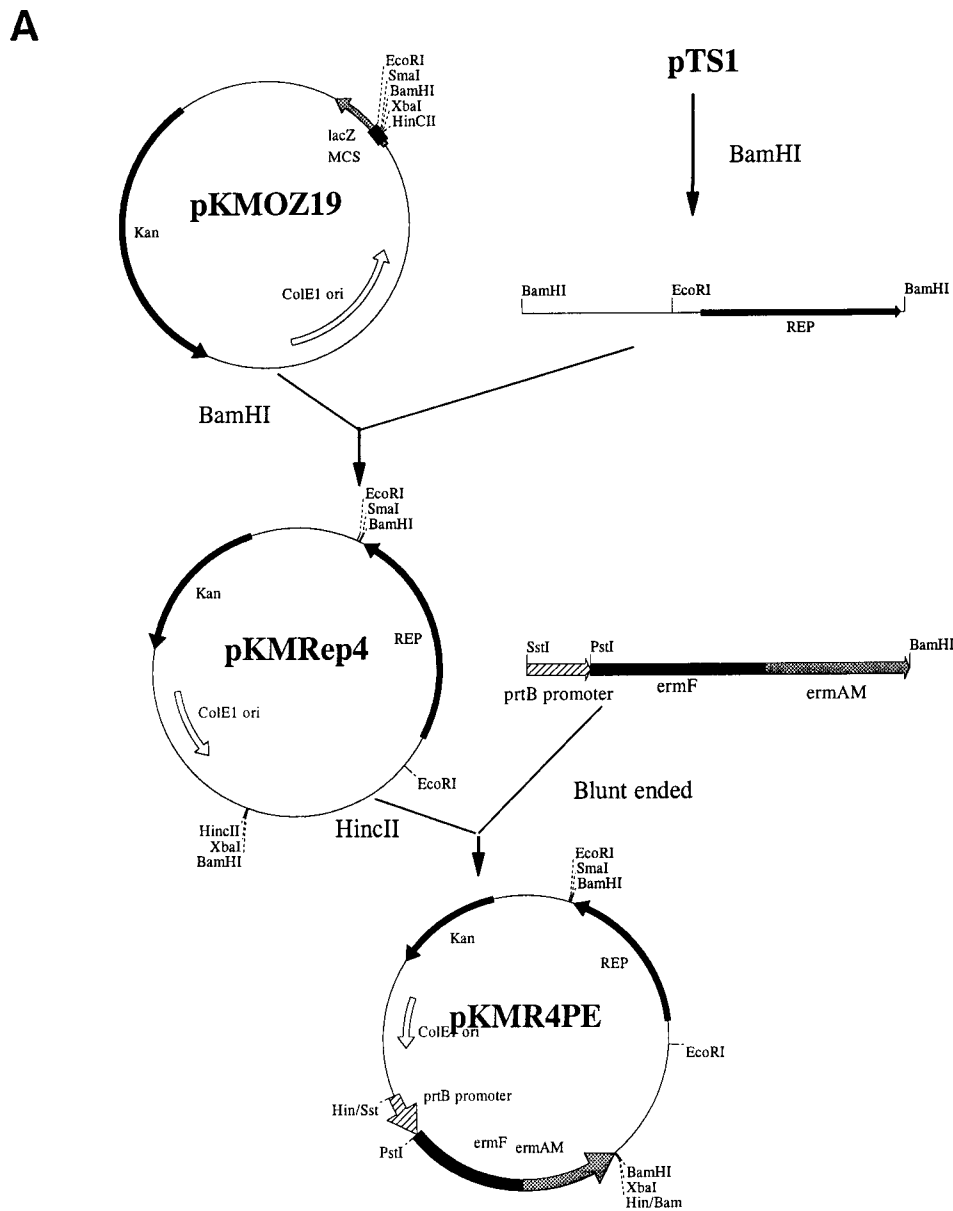 A
EcoRI
SmaI
BamHI
XbaI
HinCII
lacZ
MCS
pKMOZ19
Kan
ColE1 ori
pTS1
BamHI
BamHI
EcoRI
BamHI
REP
BamHI
EcoRI
SmaI
BamHI
Kan
REP
pKMRep4
ColE1 ori
EcoRI
HincII
XbaI
BamHI
HincII
SstI
PstI
BamHI
prtB promoter
ermF
ermAM
Blunt ended
EcoRI
SmaI
BamHI
Kan
REP
pKMR4PE
ColE1 ori
EcoRI
prtB promoter
Hin/Sst
PstI
ermF
ermAM
BamHI
XbaI
Hin/Bam